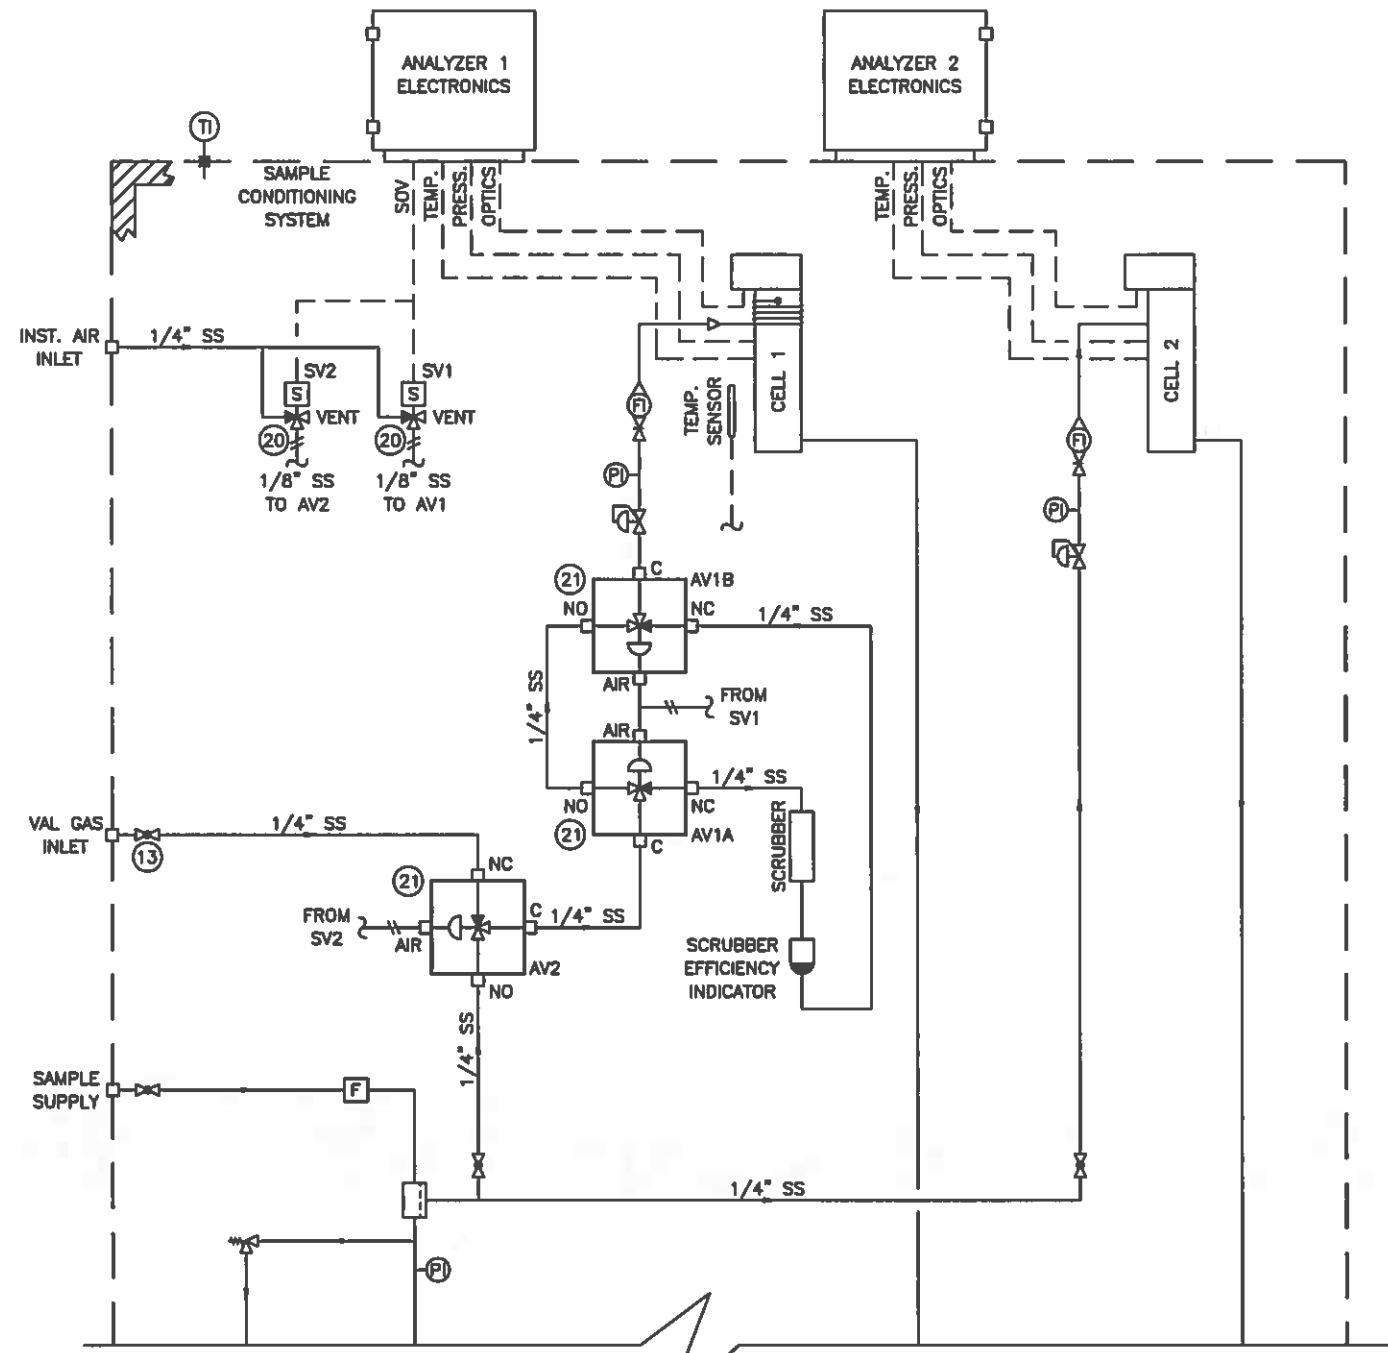 ANALYZER 1
ELECTRONICS
ANALYZER 2
ELECTRONICS
TI
SAMPLE
CONDITIONING
SYSTEM
SOV
TEMP.
PRESS.
OPTICS
TEMP.
PRESS.
OPTICS
INST. AIR
INLET
1/4" SS
SV2
S
VENT
20
1/8" SS
TO AV2
SV1
S
VENT
20
1/8" SS
TO AV1
FI
PI
TEMP.
SENSOR
CELL 1
CELL 2
FI
PI
C
21
AV1B
NO
NC
1/4" SS
AIR
1/4" SS
FROM
SV1
AIR
1/4" SS
NO
NC
21
AV1A
C
SCRUBBER
VAL GAS
INLET
1/4" SS
13
NC
21
FROM
SV2
AIR
C
1/4" SS
AV2
NO
SCRUBBER
EFFICIENCY
INDICATOR
1/4" SS
SAMPLE
SUPPLY
F
1/4" SS
PI